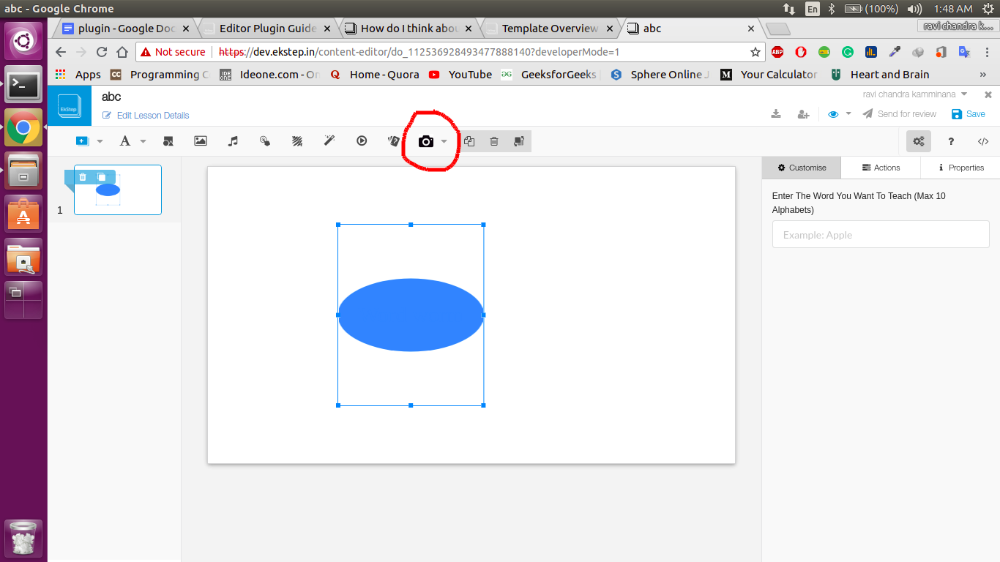 abc - Google Chrome
En
(100%)
1:48 AM
plugin - Google Doc
Editor Plugin Guide
How do I think abou
Template Overview
abc
ravi chandra k...
Not secure
https://dev.ekstep.in/content-editor/do_112536928493477888140?developerMode=1
ABP
Apps
CC
Programming C
IDE ONE
Ideone.com - On
Q
Home - Quora
YouTube
GeeksforGeeks
S
Sphere Online J
M
Your Calculator
Heart and Brain
»
EkStep
abc
Edit Lesson Details
ravi chandra kamminana
Send for review
Save
A
?
</>
Customise
Actions
Properties
1
Enter The Word You Want To Teach (Max 10
Alphabets)
Example: Apple